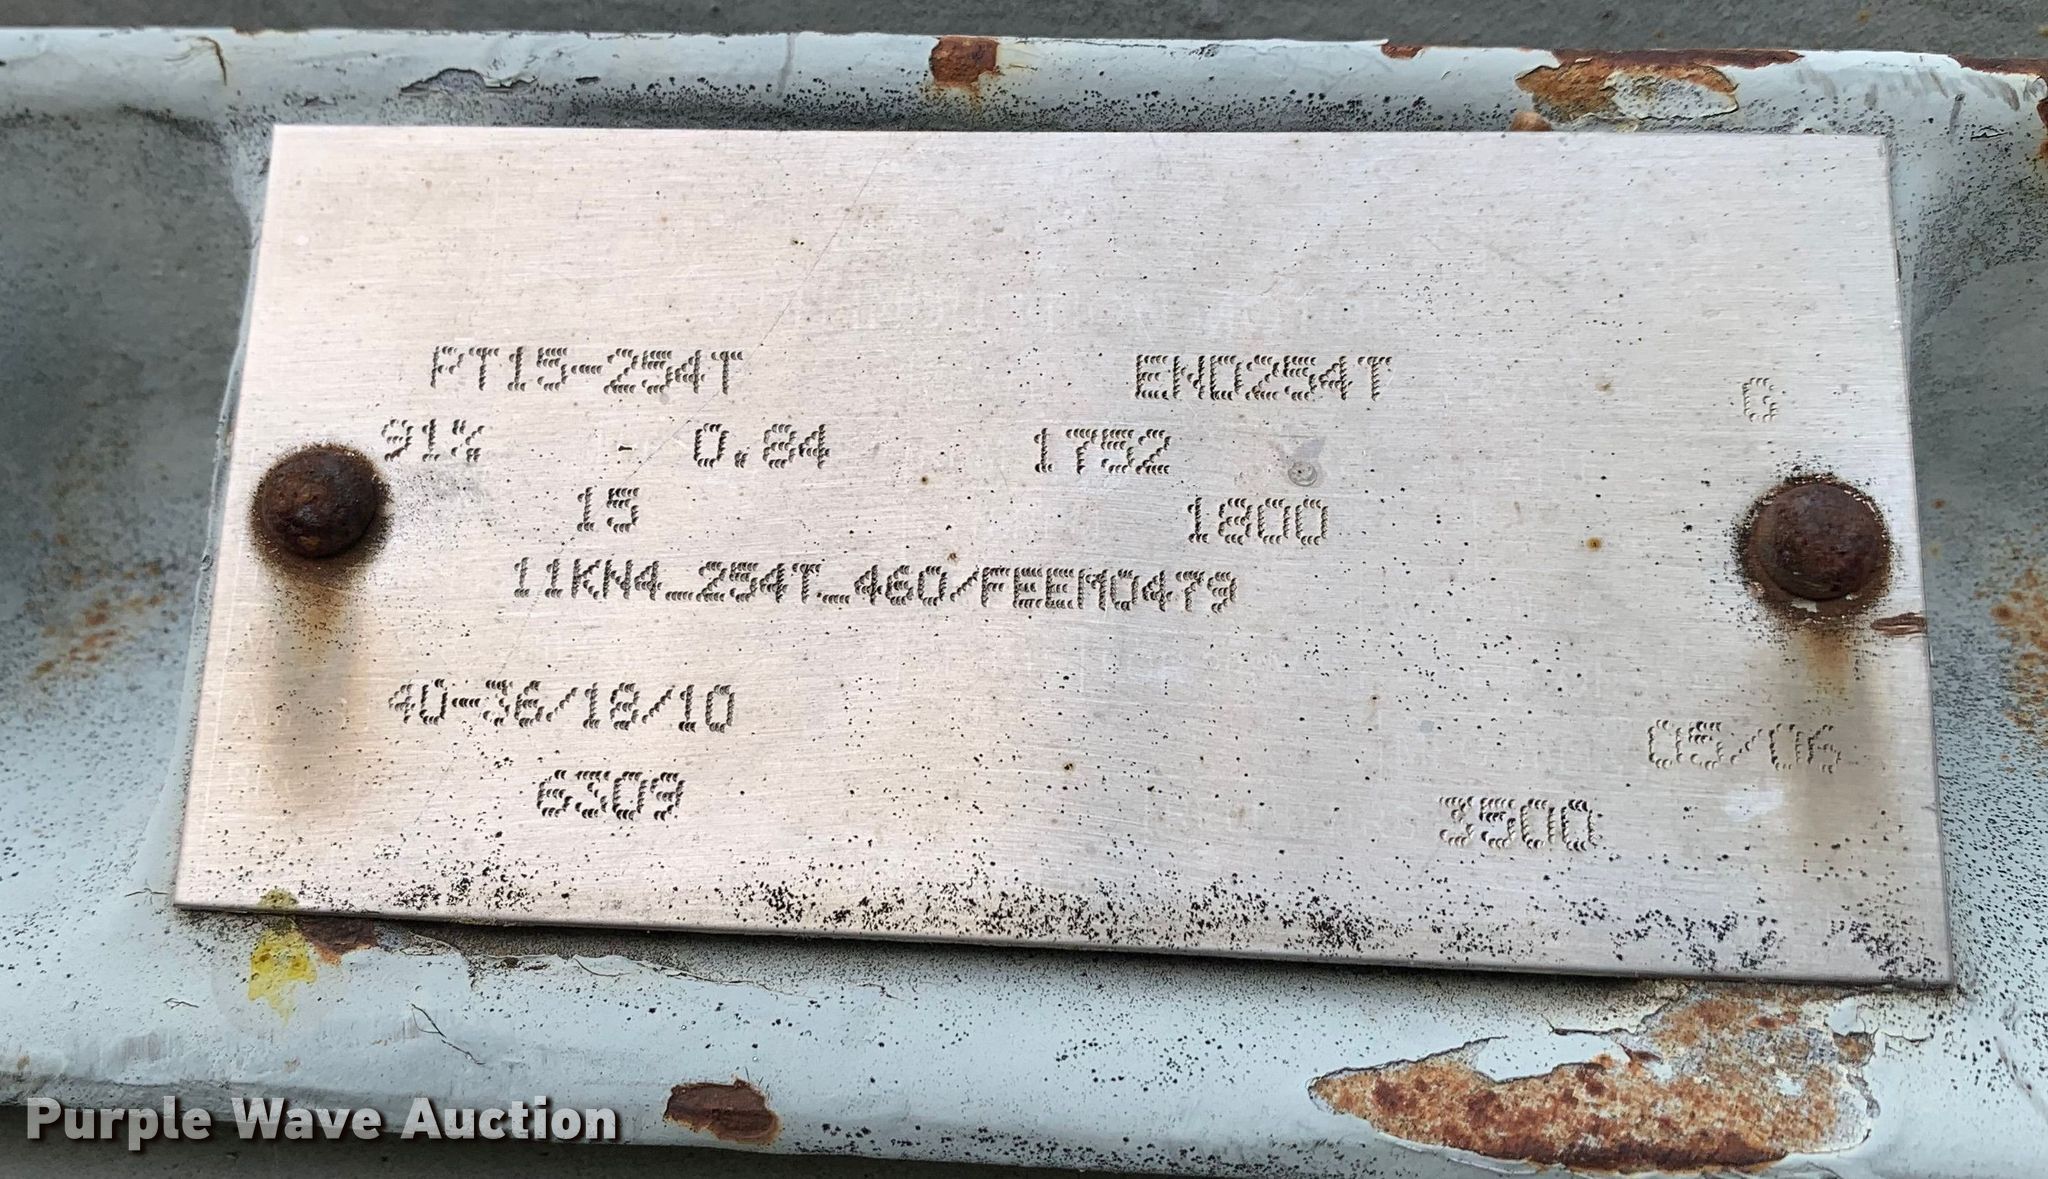 PT15-254T END254T G
91% - 0.84 1752
15 1800
11KN4_254T_460/FEEM0479
40-36/18/10 05/06
6309 3500
Purple Wave Auction